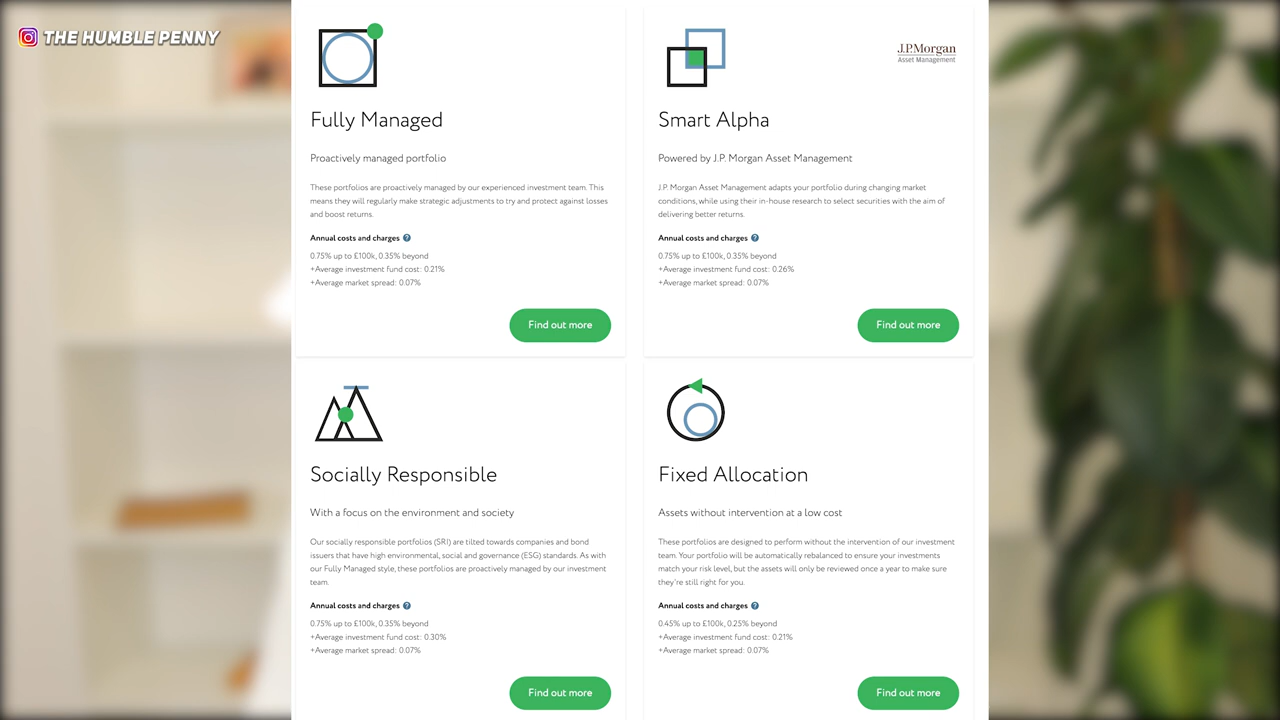 THE HUMBLE PENNY
Fully Managed
Proactively managed portfolio
These portfolios are proactively managed by our experienced investment team. This
means they will regularly make strategic adjustments to try and protect against losses
and boost returns.
Annual costs and charges ?
0.75% up to £100k, 0.35% beyond
+Average investment fund cost: 0.21%
+Average market spread: 0.07%
Find out more
J.P.Morgan
Asset Management
Smart Alpha
Powered by J.P. Morgan Asset Management
J.P. Morgan Asset Management adapts your portfolio during changing market
conditions, while using their in-house research to select securities with the aim of
delivering better returns.
Annual costs and charges ?
0.75% up to £100k, 0.35% beyond
+Average investment fund cost: 0.26%
+Average market spread: 0.07%
Find out more
Socially Responsible
With a focus on the environment and society
Our socially responsible portfolios (SRI) are tilted towards companies and bond
issuers that have high environmental, social and governance (ESG) standards. As with
our Fully Managed style, these portfolios are proactively managed by our investment
team.
Annual costs and charges ?
0.75% up to £100k, 0.35% beyond
+Average investment fund cost: 0.30%
+Average market spread: 0.07%
Find out more
Fixed Allocation
Assets without intervention at a low cost
These portfolios are designed to perform without the intervention of our investment
team. Your portfolio will be automatically rebalanced to ensure your investments
match your risk level, but the assets will only be reviewed once a year to make sure
they're still right for you.
Annual costs and charges ?
0.45% up to £100k, 0.25% beyond
+Average investment fund cost: 0.21%
+Average market spread: 0.07%
Find out more